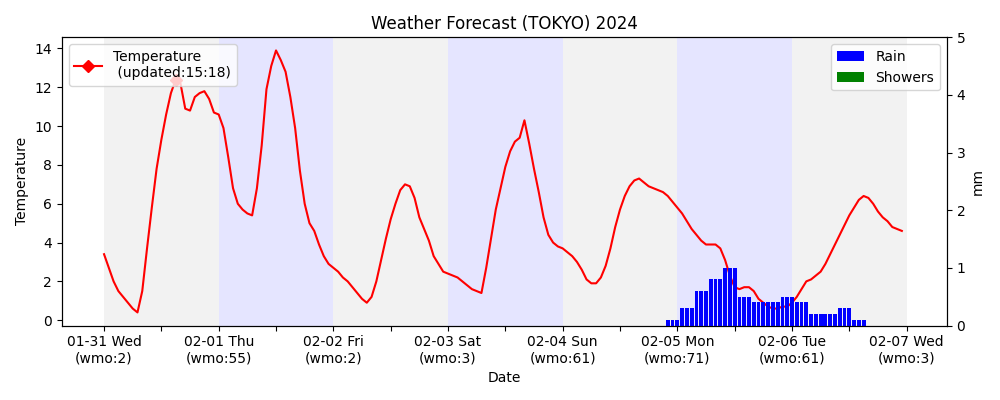 Weather Forecast (TOKYO) 2024
Temperature
(updated:15:18)
Rain
Showers
14
12
10
8
6
4
2
0
Temperature
5
4
3
2
1
0
mm
01-31 Wed
(wmo:2)
02-01 Thu
(wmo:55)
02-02 Fri
(wmo:2)
02-03 Sat
(wmo:3)
02-04 Sun
(wmo:61)
02-05 Mon
(wmo:71)
02-06 Tue
(wmo:61)
02-07 Wed
(wmo:3)
Date